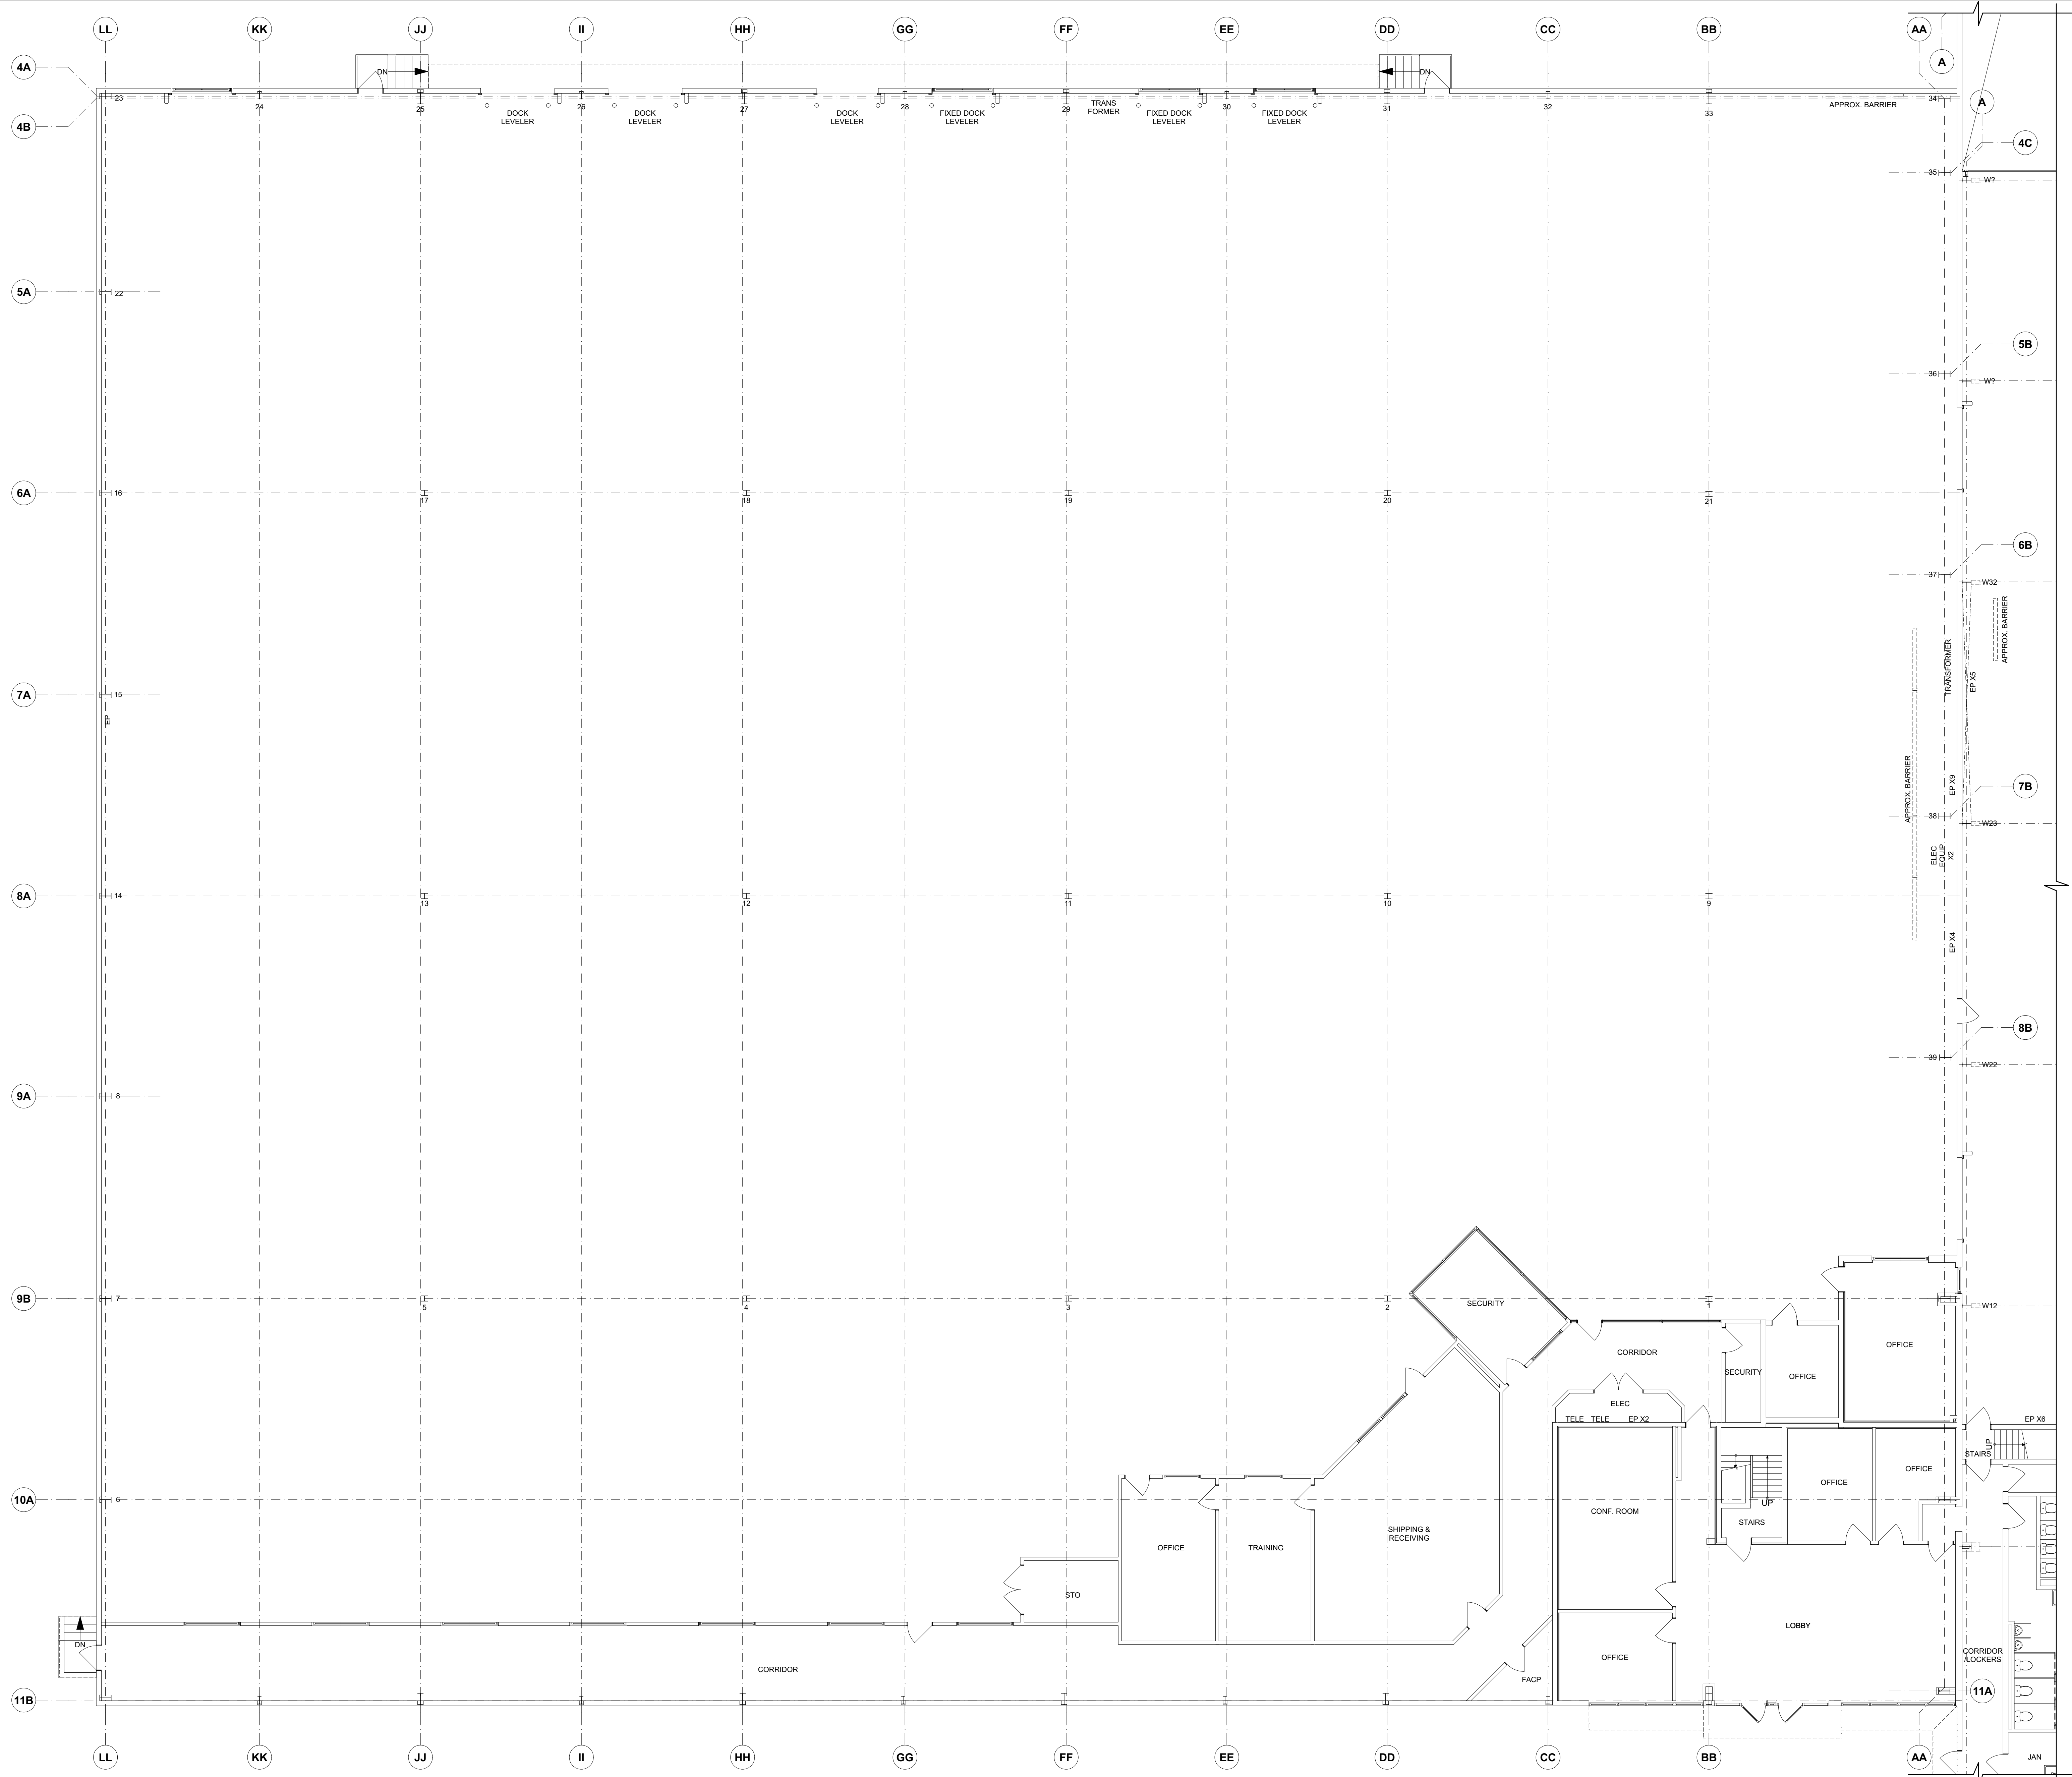 LL
KK
JJ
II
HH
GG
FF
EE
DD
CC
BB
AA
A
4A
DN
DN
23
24
25
26
27
28
29
TRANS
FORMER
30
31
32
33
34
APPROX. BARRIER
A
DOCK
LEVELER
DOCK
LEVELER
DOCK
LEVELER
FIXED DOCK
LEVELER
FIXED DOCK
LEVELER
FIXED DOCK
LEVELER
4B
4C
35
W?
5A
22
5B
36
W?
6A
16
17
18
19
20
21
6B
37
W32
APPROX. BARRIER
TRANSFORMER
EP X5
7A
15
EP
APPROX. BARRIER
EP X9
7B
38
W23
ELEC
EQUIP
X2
8A
14
13
12
11
10
9
EP X4
8B
39
W22
9A
8
9B
7
5
4
3
2
1
SECURITY
W12
CORRIDOR
OFFICE
SECURITY
OFFICE
ELEC
TELE TELE EP X2
EP X6
UP
STAIRS
OFFICE
OFFICE
10A
6
UP
STAIRS
CONF. ROOM
SHIPPING &
RECEIVING
OFFICE
TRAINING
STO
LOBBY
DN
CORRIDOR
OFFICE
FACP
CORRIDOR
/LOCKERS
11B
11A
LL
KK
JJ
II
HH
GG
FF
EE
DD
CC
BB
AA
JAN